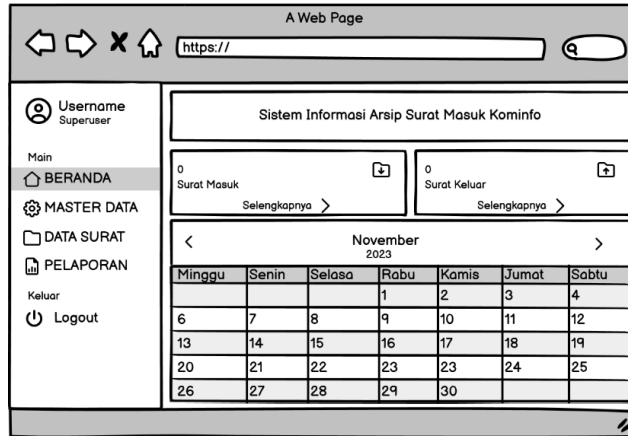 A Web Page
https://
Username
Superuser
Main
BERANDA
MASTER DATA
DATA SURAT
PELAPORAN
Keluar
Logout
Sistem Informasi Arsip Surat Masuk Kominfo
0
Surat Masuk
Selengkapnya
0
Surat Keluar
Selengkapnya
November
2023
Minggu Senin Selasa Rabu Kamis Jumat Sabtu
1 2 3 4
6 7 8 9 10 11 12
13 14 15 16 17 18 19
20 21 22 23 23 24 25
26 27 28 29 30